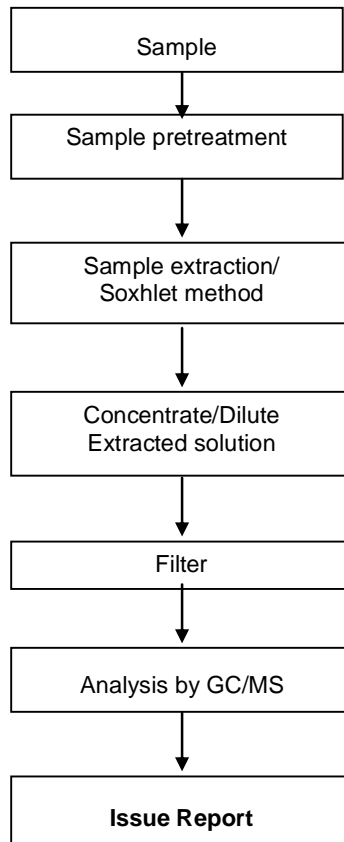 Sample
Sample pretreatment
Sample extraction/
Soxhlet method
Concentrate/Dilute
Extracted solution
Filter
Analysis by GC/MS
Issue Report